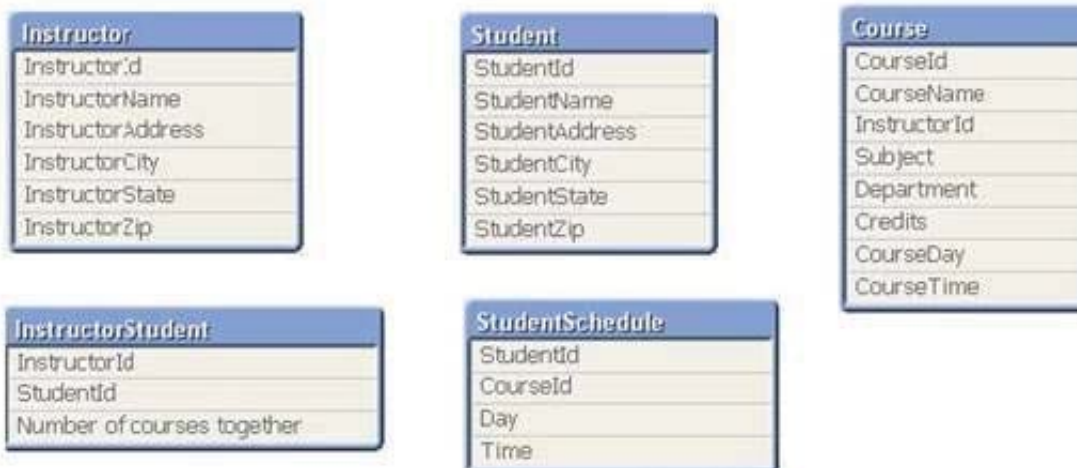 Instructor
InstructorId
InstructorName
InstructorAddress
InstructorCity
InstructorState
InstructorZip
Student
StudentId
StudentName
StudentAddress
StudentCity
StudentState
StudentZip
Course
CourseId
CourseName
InstructorId
Subject
Department
Credits
CourseDay
CourseTime
InstructorStudent
InstructorId
StudentId
Number of courses together
StudentSchedule
StudentId
CourseId
Day
Time